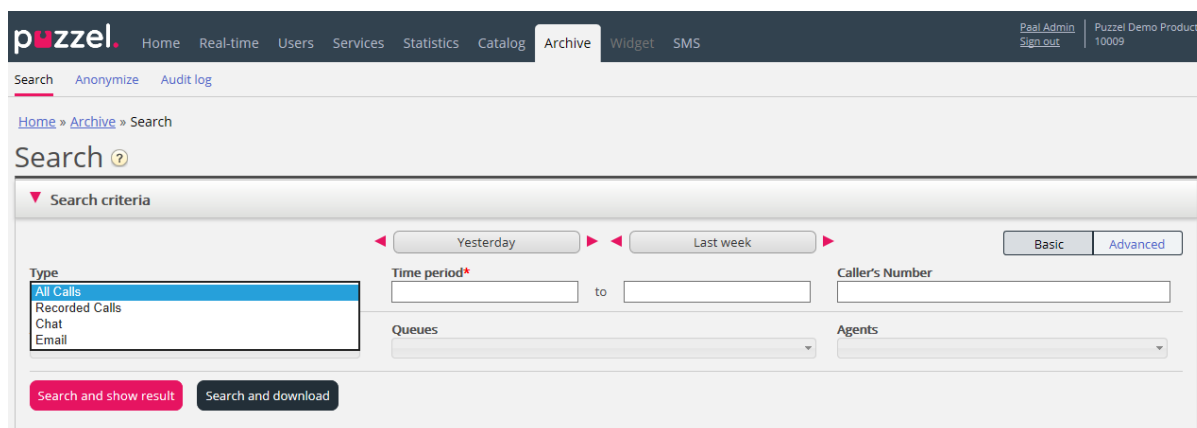 puzzel. Home Real-time Users Services Statistics Catalog Archive Widget SMS
Paal Admin Puzzel Demo Product
Sign out 10009
Search Anonymize Audit log
Home » Archive » Search
Search ?
Search criteria
Yesterday Last week Basic Advanced
Type Time period* Caller's Number
All Calls to
Recorded Calls
Chat
Email
Queues Agents
Search and show result Search and download